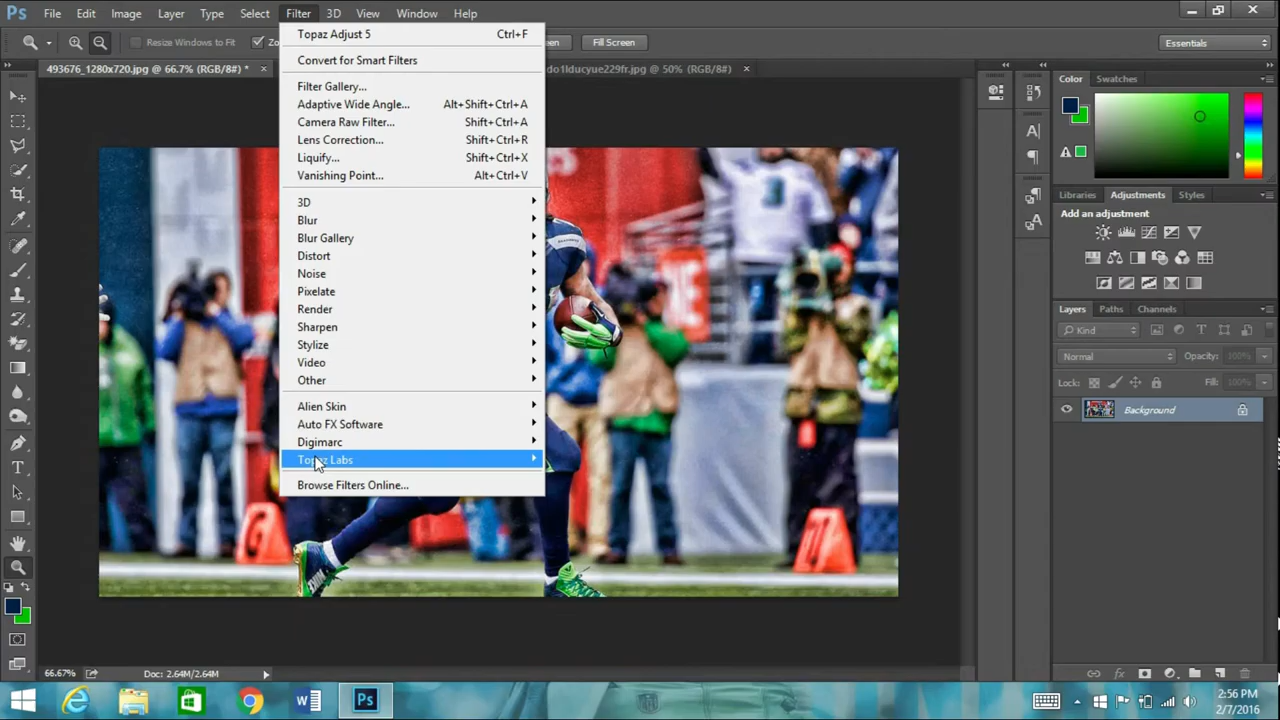 Ps File Edit Image Layer Type Select Filter 3D View Window Help
Resize Windows to Fit Fill Screen Essentials
493676_1280x720.jpg @ 66.7% (RGB/8#) * × do1lducyue229fr.jpg @ 50% (RGB/8#) ×
Topaz Adjust 5 Ctrl+F
Convert for Smart Filters
Filter Gallery...
Adaptive Wide Angle... Alt+Shift+Ctrl+A
Camera Raw Filter... Shift+Ctrl+A
Lens Correction... Shift+Ctrl+R
Liquify... Shift+Ctrl+X
Vanishing Point... Alt+Ctrl+V
3D
Blur
Blur Gallery
Distort
Noise
Pixelate
Render
Sharpen
Stylize
Video
Other
Alien Skin
Auto FX Software
Digimarc
Topaz Labs
Browse Filters Online...
Color Swatches
Libraries Adjustments Styles
Add an adjustment
Layers Paths Channels
Kind
Normal Opacity: 100%
Lock: Fill: 100%
Background
3
66.67% Doc: 2.64M/2.64M
2:56 PM
2/7/2016